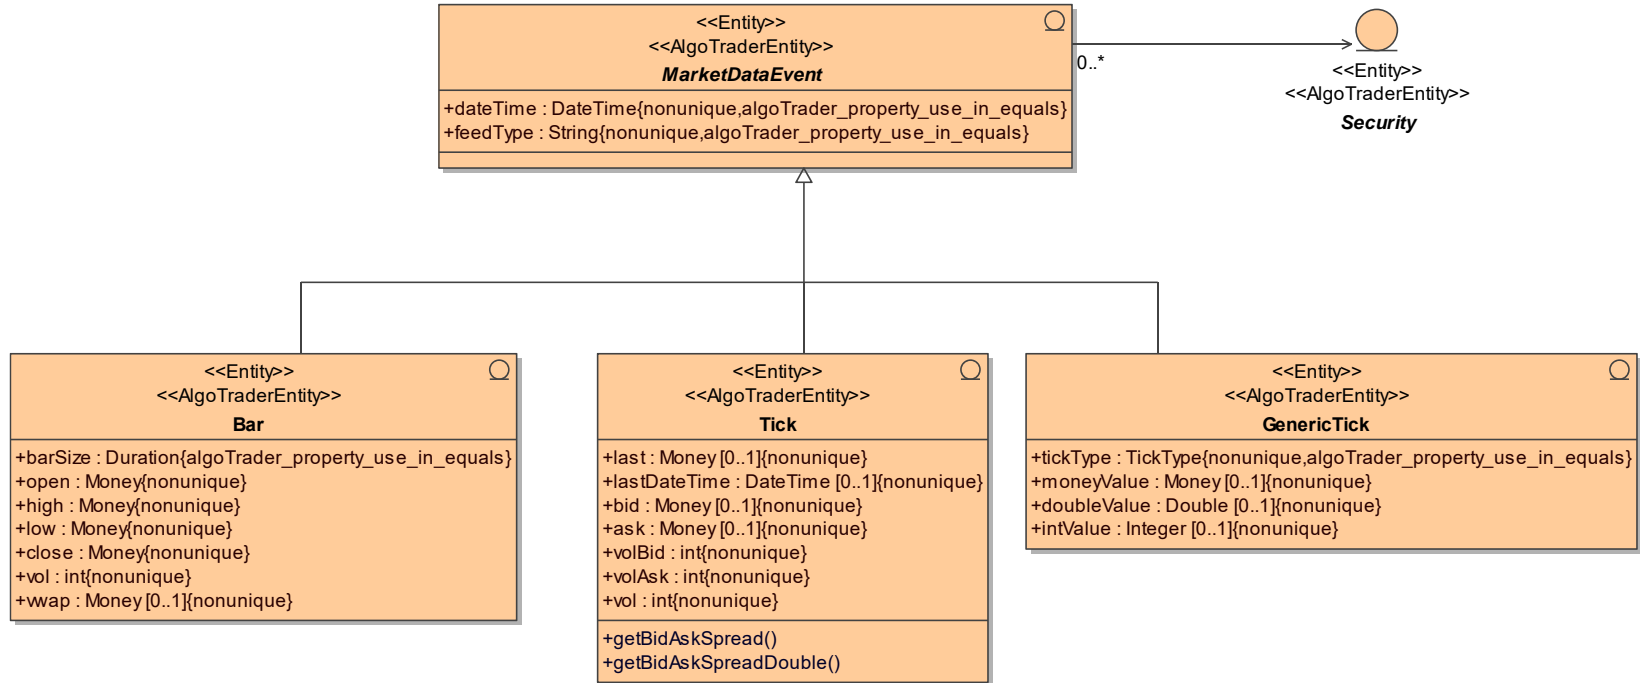 <<Entity>>
<<AlgoTraderEntity>>
MarketDataEvent
+dateTime : DateTime{nonunique,algoTrader_property_use_in_equals}
+feedType : String{nonunique,algoTrader_property_use_in_equals}
0..*
<<Entity>>
<<AlgoTraderEntity>>
Security
<<Entity>>
<<AlgoTraderEntity>>
Bar
+barSize : Duration{algoTrader_property_use_in_equals}
+open : Money{nonunique}
+high : Money{nonunique}
+low : Money{nonunique}
+close : Money{nonunique}
+vol : int{nonunique}
+vwap : Money [0..1]{nonunique}
<<Entity>>
<<AlgoTraderEntity>>
Tick
+last : Money [0..1]{nonunique}
+lastDateTime : DateTime [0..1]{nonunique}
+bid : Money [0..1]{nonunique}
+ask : Money [0..1]{nonunique}
+volBid : int{nonunique}
+volAsk : int{nonunique}
+vol : int{nonunique}
+getBidAskSpread()
+getBidAskSpreadDouble()
<<Entity>>
<<AlgoTraderEntity>>
GenericTick
+tickType : TickType{nonunique,algoTrader_property_use_in_equals}
+moneyValue : Money [0..1]{nonunique}
+doubleValue : Double [0..1]{nonunique}
+intValue : Integer [0..1]{nonunique}